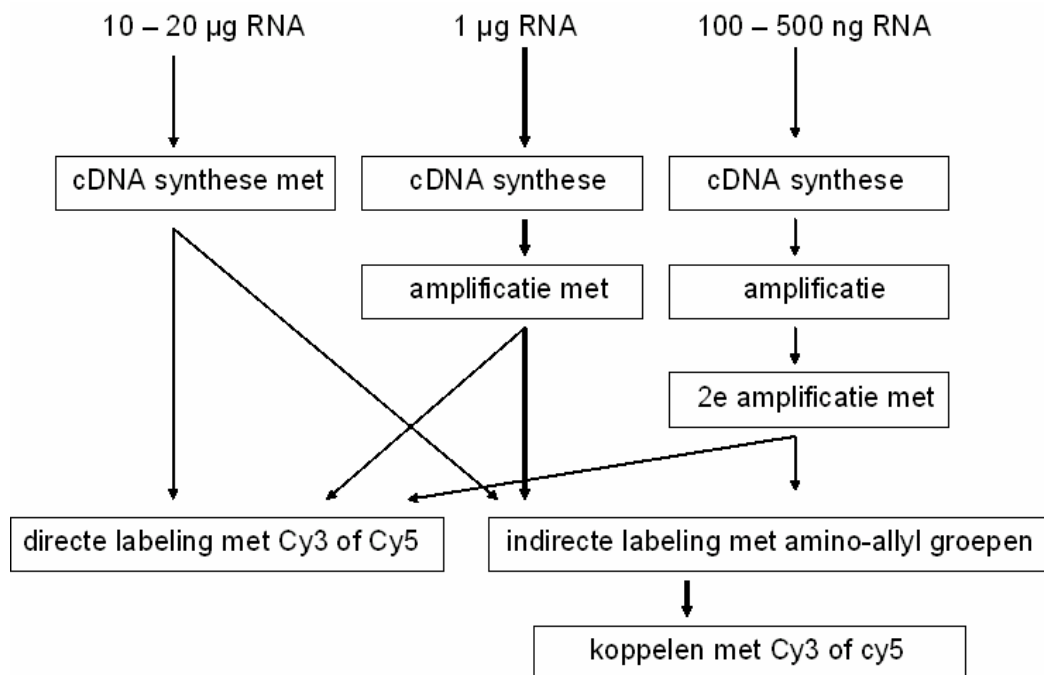 10 – 20 µg RNA
1 µg RNA
100 – 500 ng RNA
cDNA synthese met
cDNA synthese
cDNA synthese
amplificatie met
amplificatie
2e amplificatie met
directe labeling met Cy3 of Cy5
indirecte labeling met amino-allyl groepen
koppelen met Cy3 of cy5